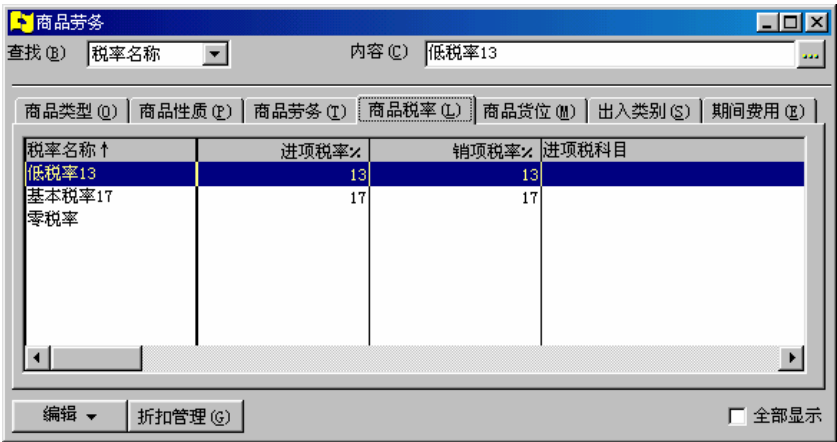 商品劳务
查找(B) 税率名称 内容(C) 低税率13 ...
商品类型(O) 商品性质(P) 商品劳务(T) 商品税率(L) 商品货位(M) 出入类别(S) 期间费用(E)
税率名称↑ 进项税率% 销项税率% 进项税科目
低税率13 13 13
基本税率17 17 17
零税率
编辑 折扣管理(G) 全部显示